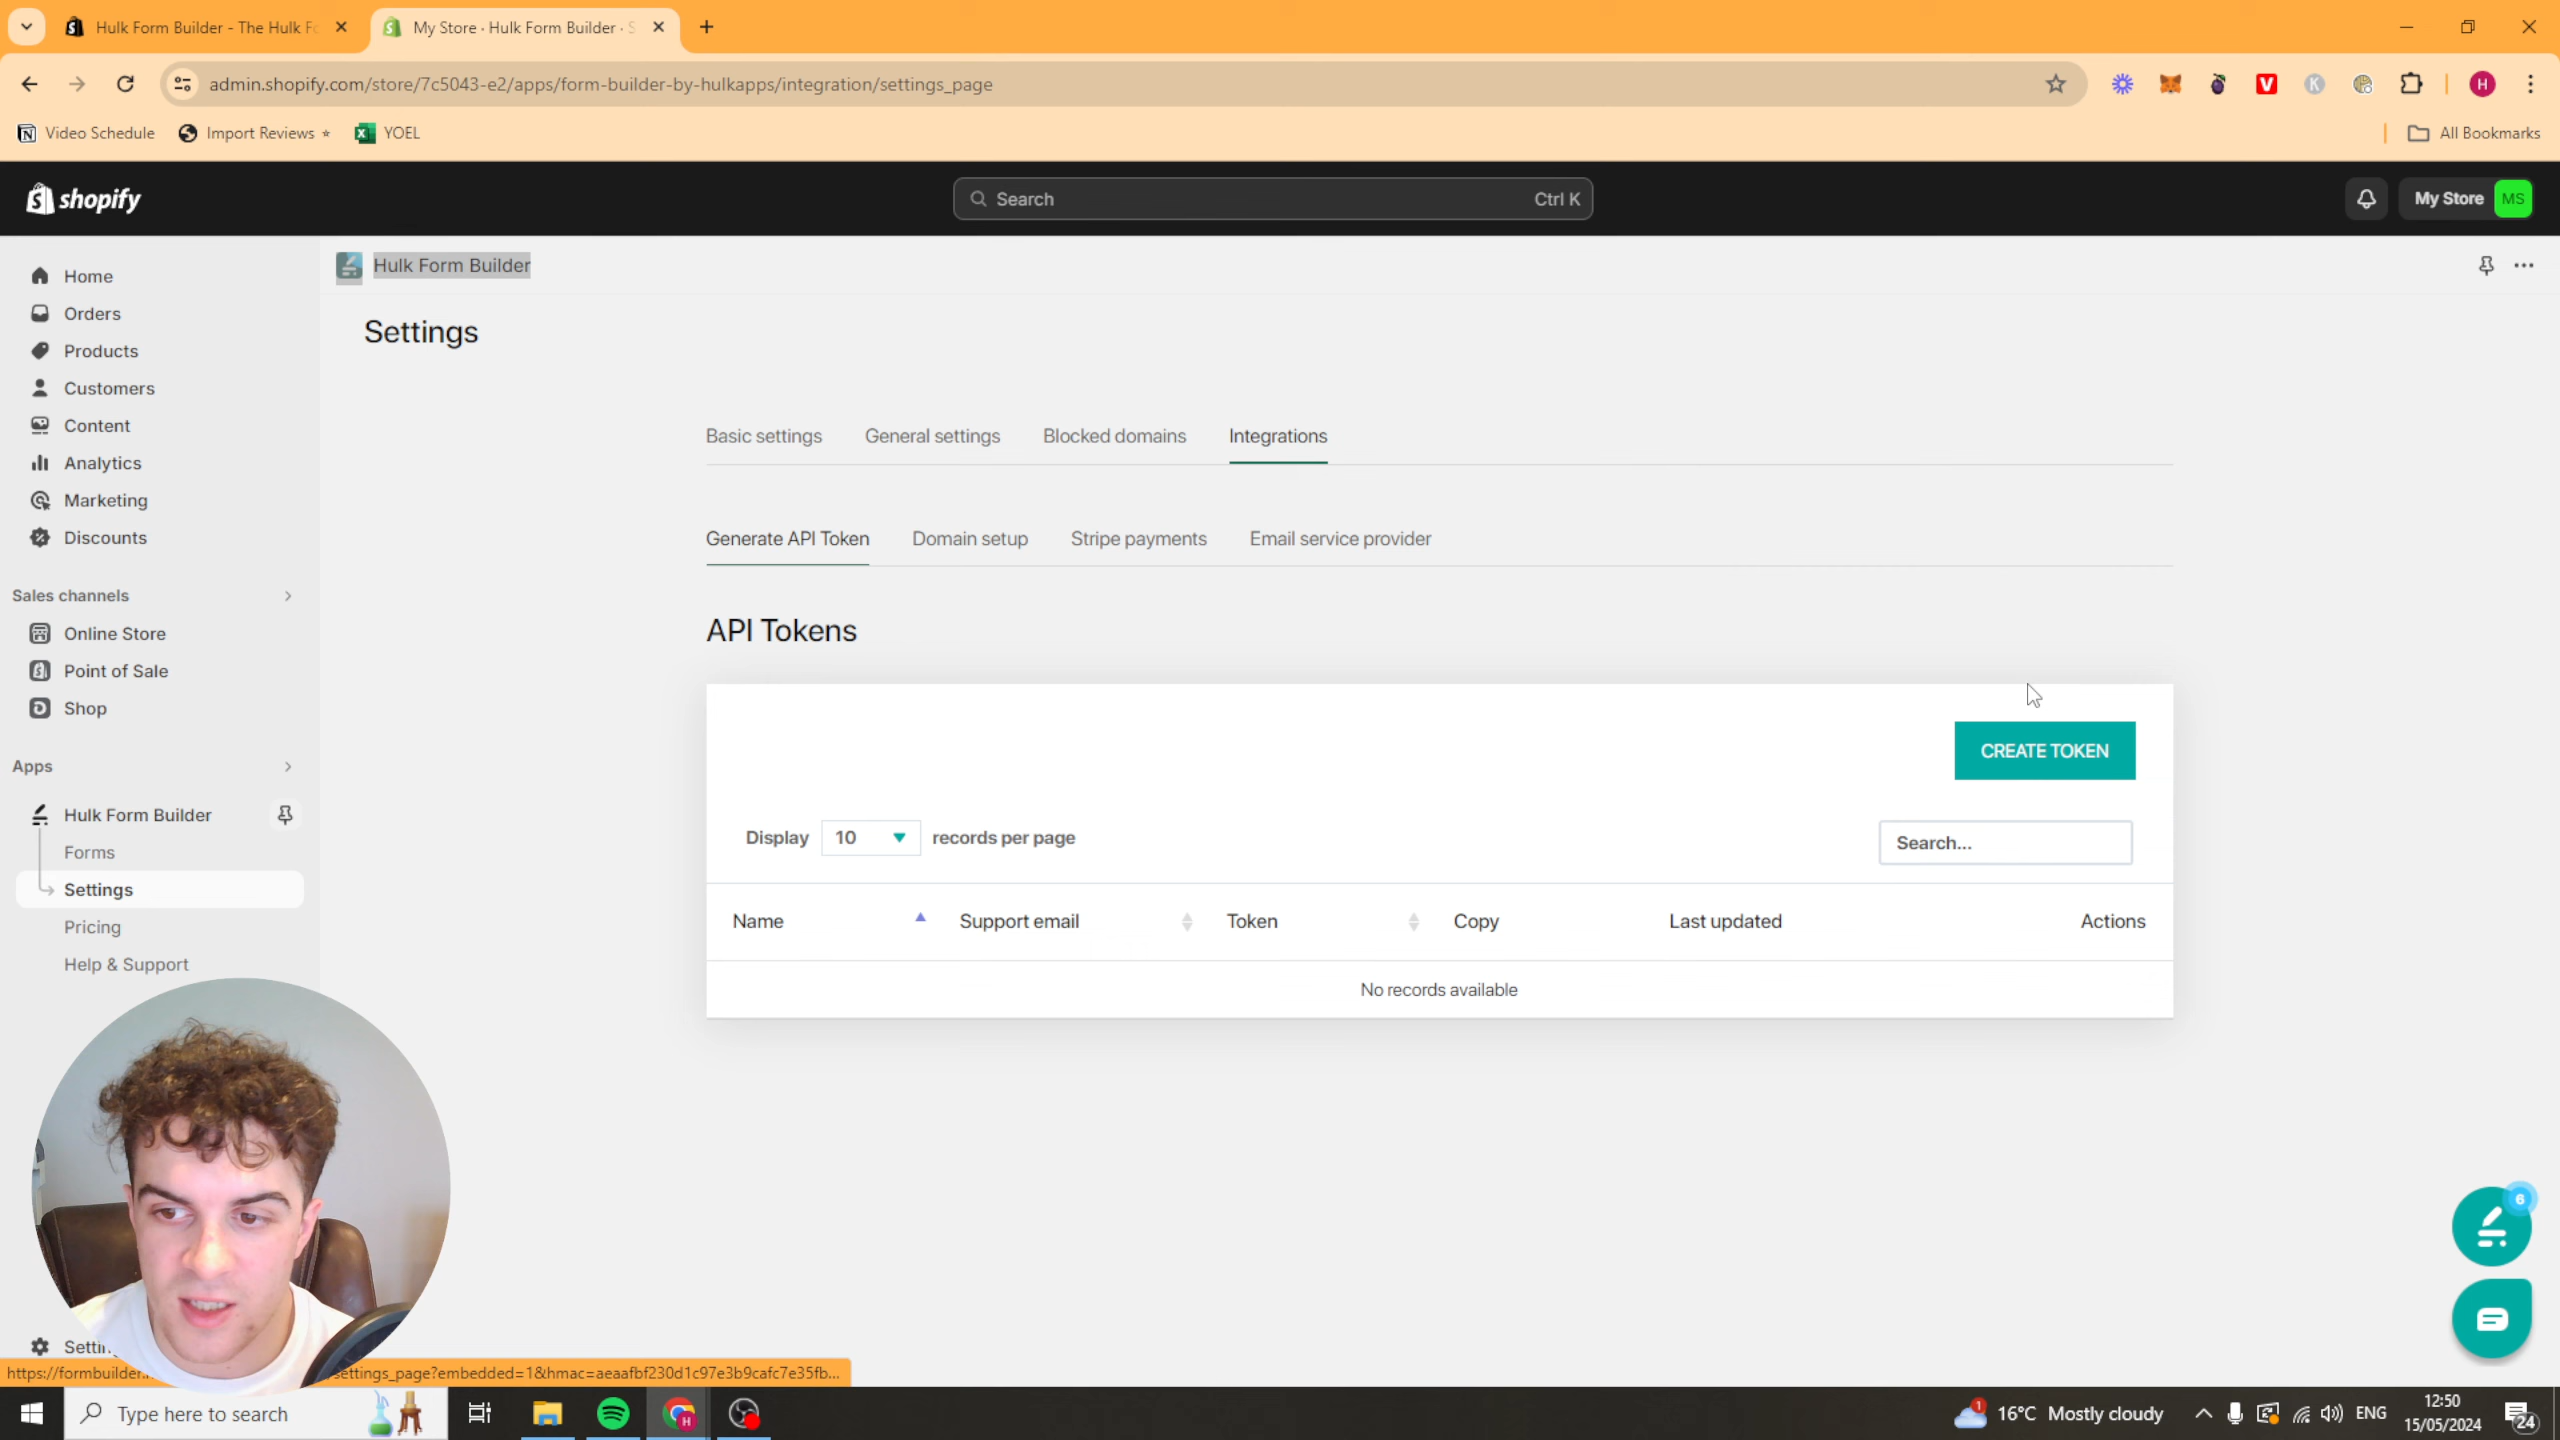 Hulk Form Builder - The Hulk Fo
My Store · Hulk Form Builder · S
admin.shopify.com/store/7c5043-e2/apps/form-builder-by-hulkapps/integration/settings_page
H
Video Schedule
Import Reviews ⭑
YOEL
All Bookmarks
shopify
Search
Ctrl K
My Store
MS
Home
Orders
Products
Customers
Content
Analytics
Marketing
Discounts
Sales channels
Online Store
Point of Sale
Shop
Apps
Hulk Form Builder
Forms
Settings
Pricing
Help & Support
Settin
Hulk Form Builder
Settings
Basic settings
General settings
Blocked domains
Integrations
Generate API Token
Domain setup
Stripe payments
Email service provider
API Tokens
CREATE TOKEN
Display 10 records per page
Search...
Name
Support email
Token
Copy
Last updated
Actions
No records available
6
https://formbuilder.
settings_page?embedded=1&hmac=aeaafbf230d1c97e3b9cafc7e35fb...
Type here to search
1
16°C Mostly cloudy
ENG
12:50
15/05/2024
24